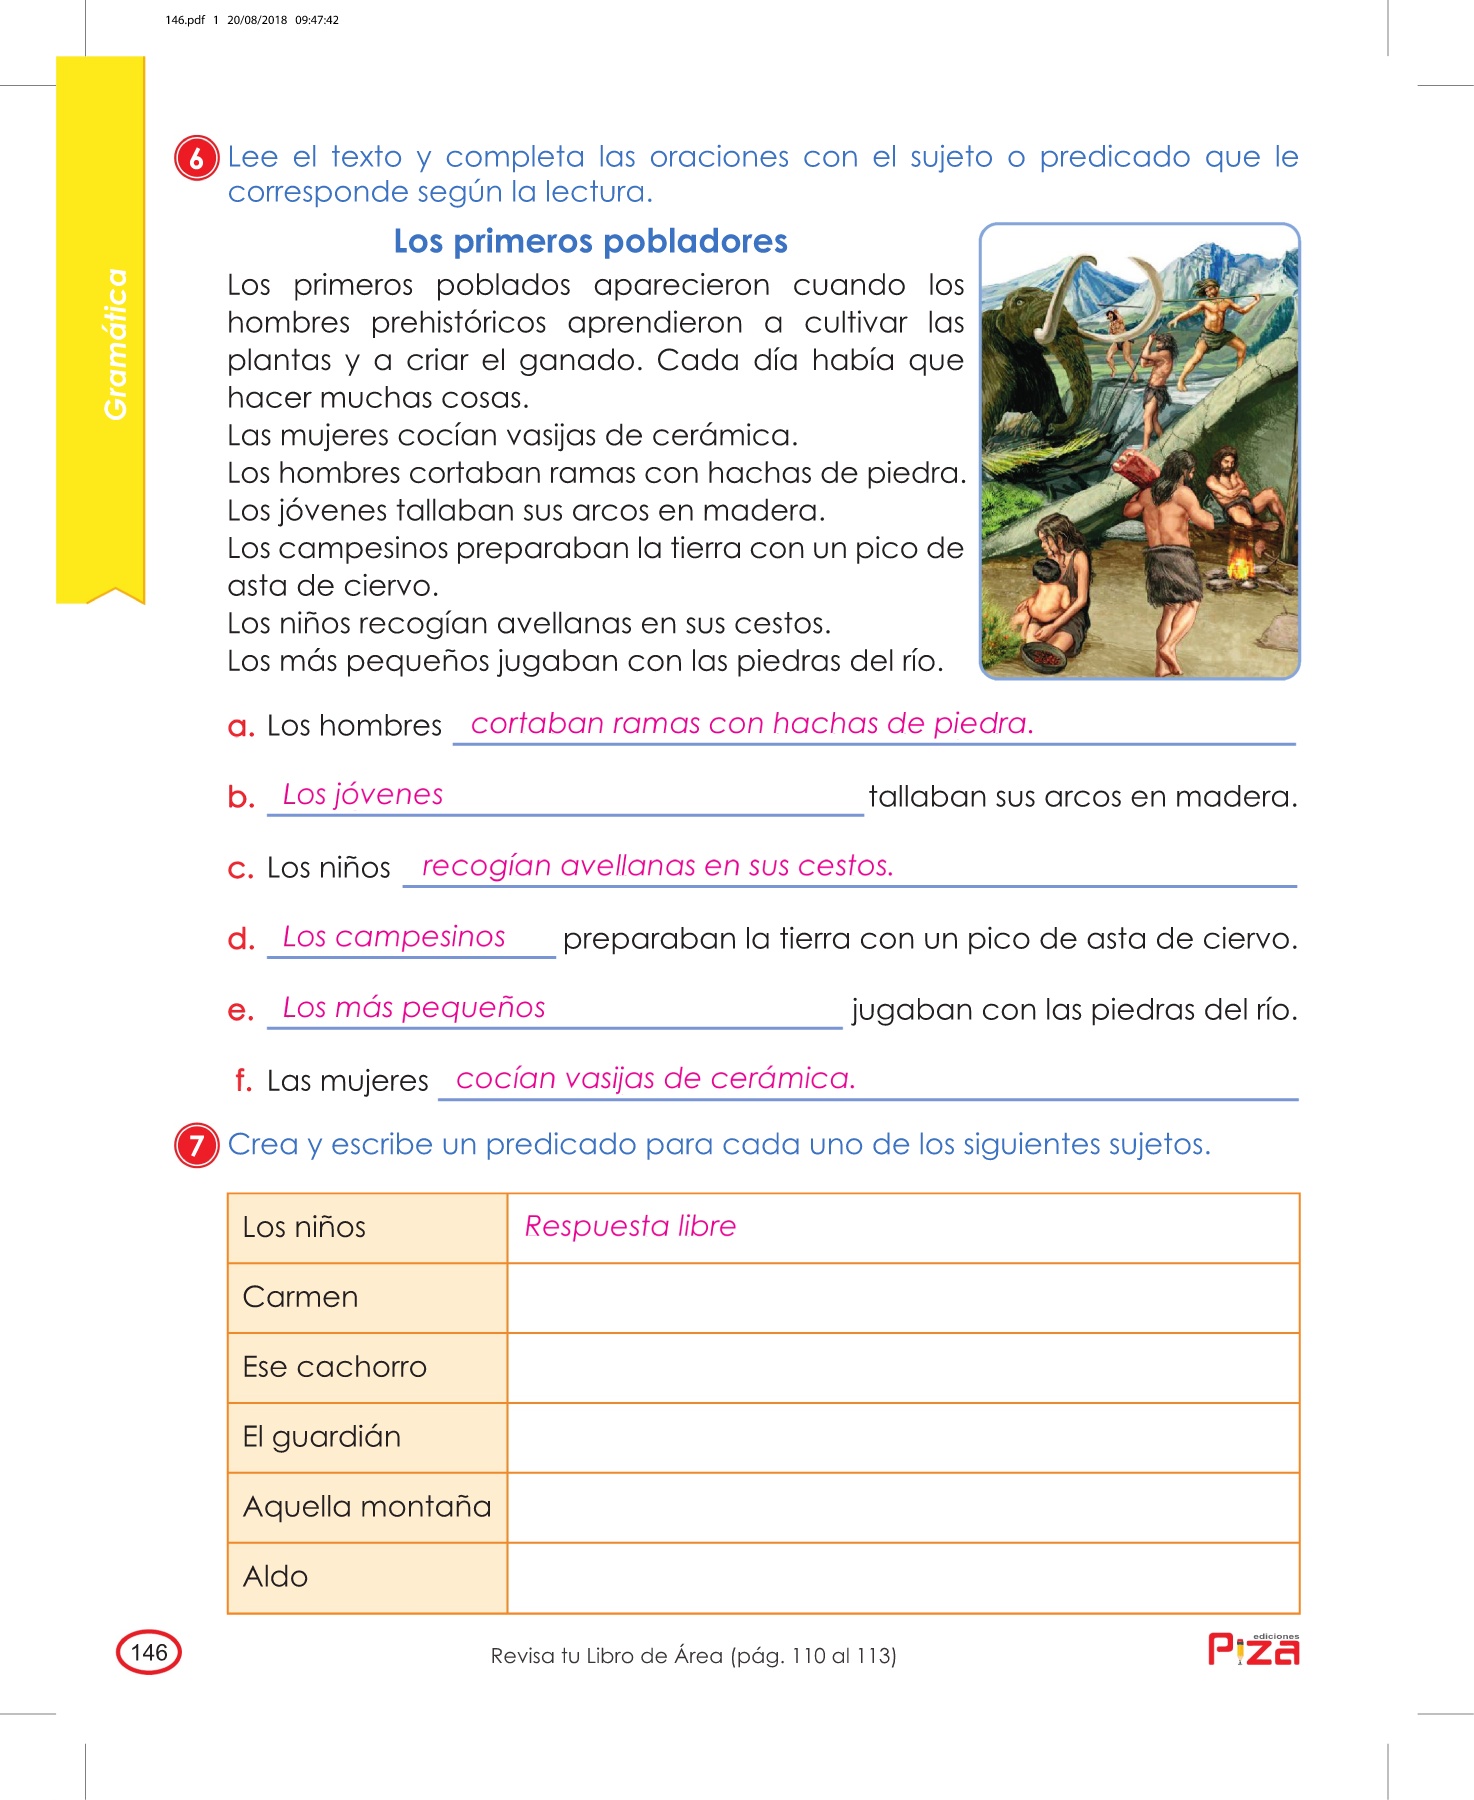 146.pdf 1 20/08/2018 09:47:42
Gramática
6 Lee el texto y completa las oraciones con el sujeto o predicado que le
corresponde según la lectura.
Los primeros pobladores
Los primeros poblados aparecieron cuando los
hombres prehistóricos aprendieron a cultivar las
plantas y a criar el ganado. Cada día había que
hacer muchas cosas.
Las mujeres cocían vasijas de cerámica.
Los hombres cortaban ramas con hachas de piedra.
Los jóvenes tallaban sus arcos en madera.
Los campesinos preparaban la tierra con un pico de
asta de ciervo.
Los niños recogían avellanas en sus cestos.
Los más pequeños jugaban con las piedras del río.
a. Los hombres cortaban ramas con hachas de piedra.
b. Los jóvenes tallaban sus arcos en madera.
c. Los niños recogían avellanas en sus cestos.
d. Los campesinos preparaban la tierra con un pico de asta de ciervo.
e. Los más pequeños jugaban con las piedras del río.
f. Las mujeres cocían vasijas de cerámica.
7 Crea y escribe un predicado para cada uno de los siguientes sujetos.
Los niños Respuesta libre
Carmen
Ese cachorro
El guardián
Aquella montaña
Aldo
146
Revisa tu Libro de Área (pág. 110 al 113)
ediciones
Piza